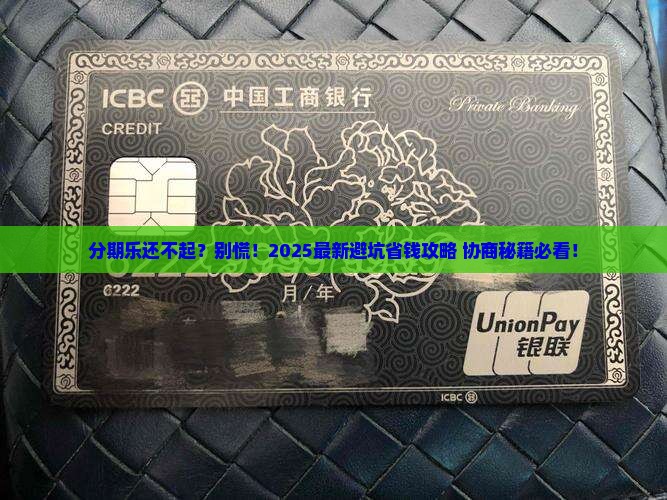 ICBC 中国工商银行
Private Banking
CREDIT
分期乐还不起？别慌！2025最新避坑省钱攻略 协商秘籍必看！
6222
月/年
UnionPay
银联
ICBC